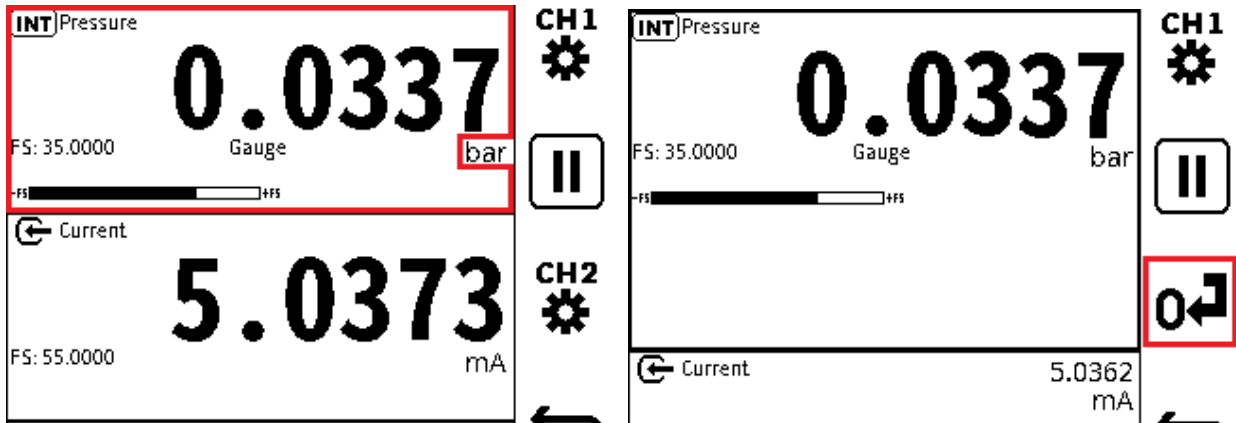 INT Pressure
0.0337
FS: 35.0000 Gauge bar
-FS +FS
Current
5.0373
FS: 55.0000 mA
CH1
CH2
INT Pressure
0.0337
FS: 35.0000 Gauge bar
-FS +FS
Current 5.0362
mA
CH1
0